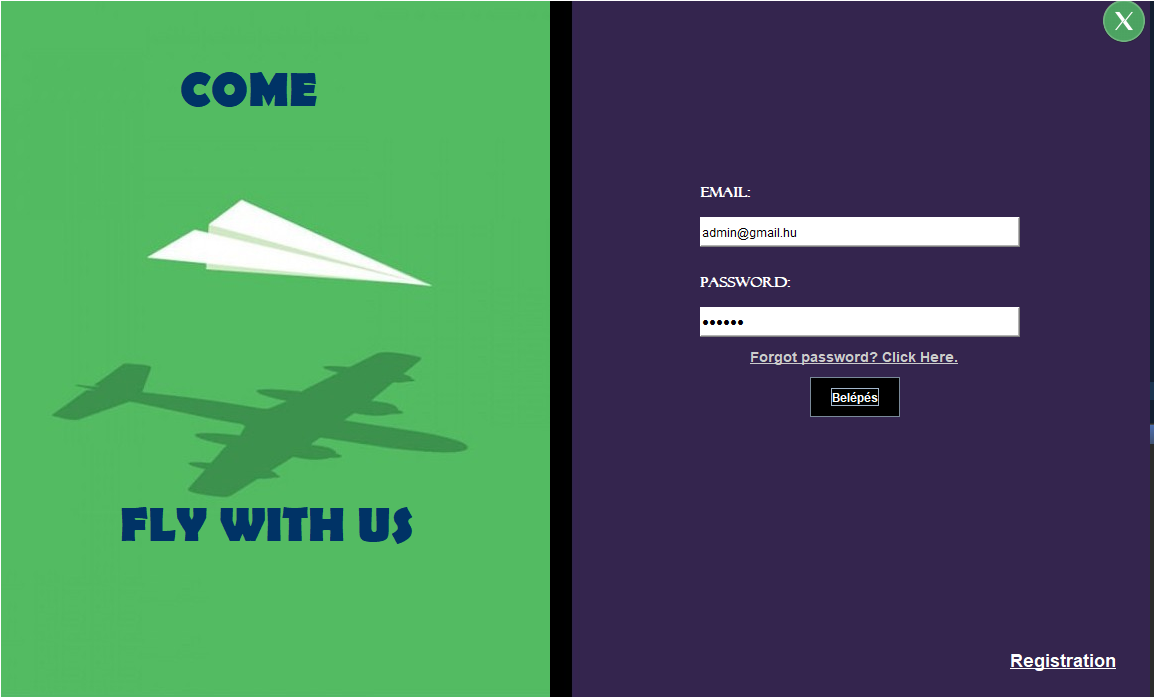 COME
FLY WITH US
X
EMAIL:
admin@gmail.hu
PASSWORD:
••••••
Forgot password? Click Here.
Belépés
Registration